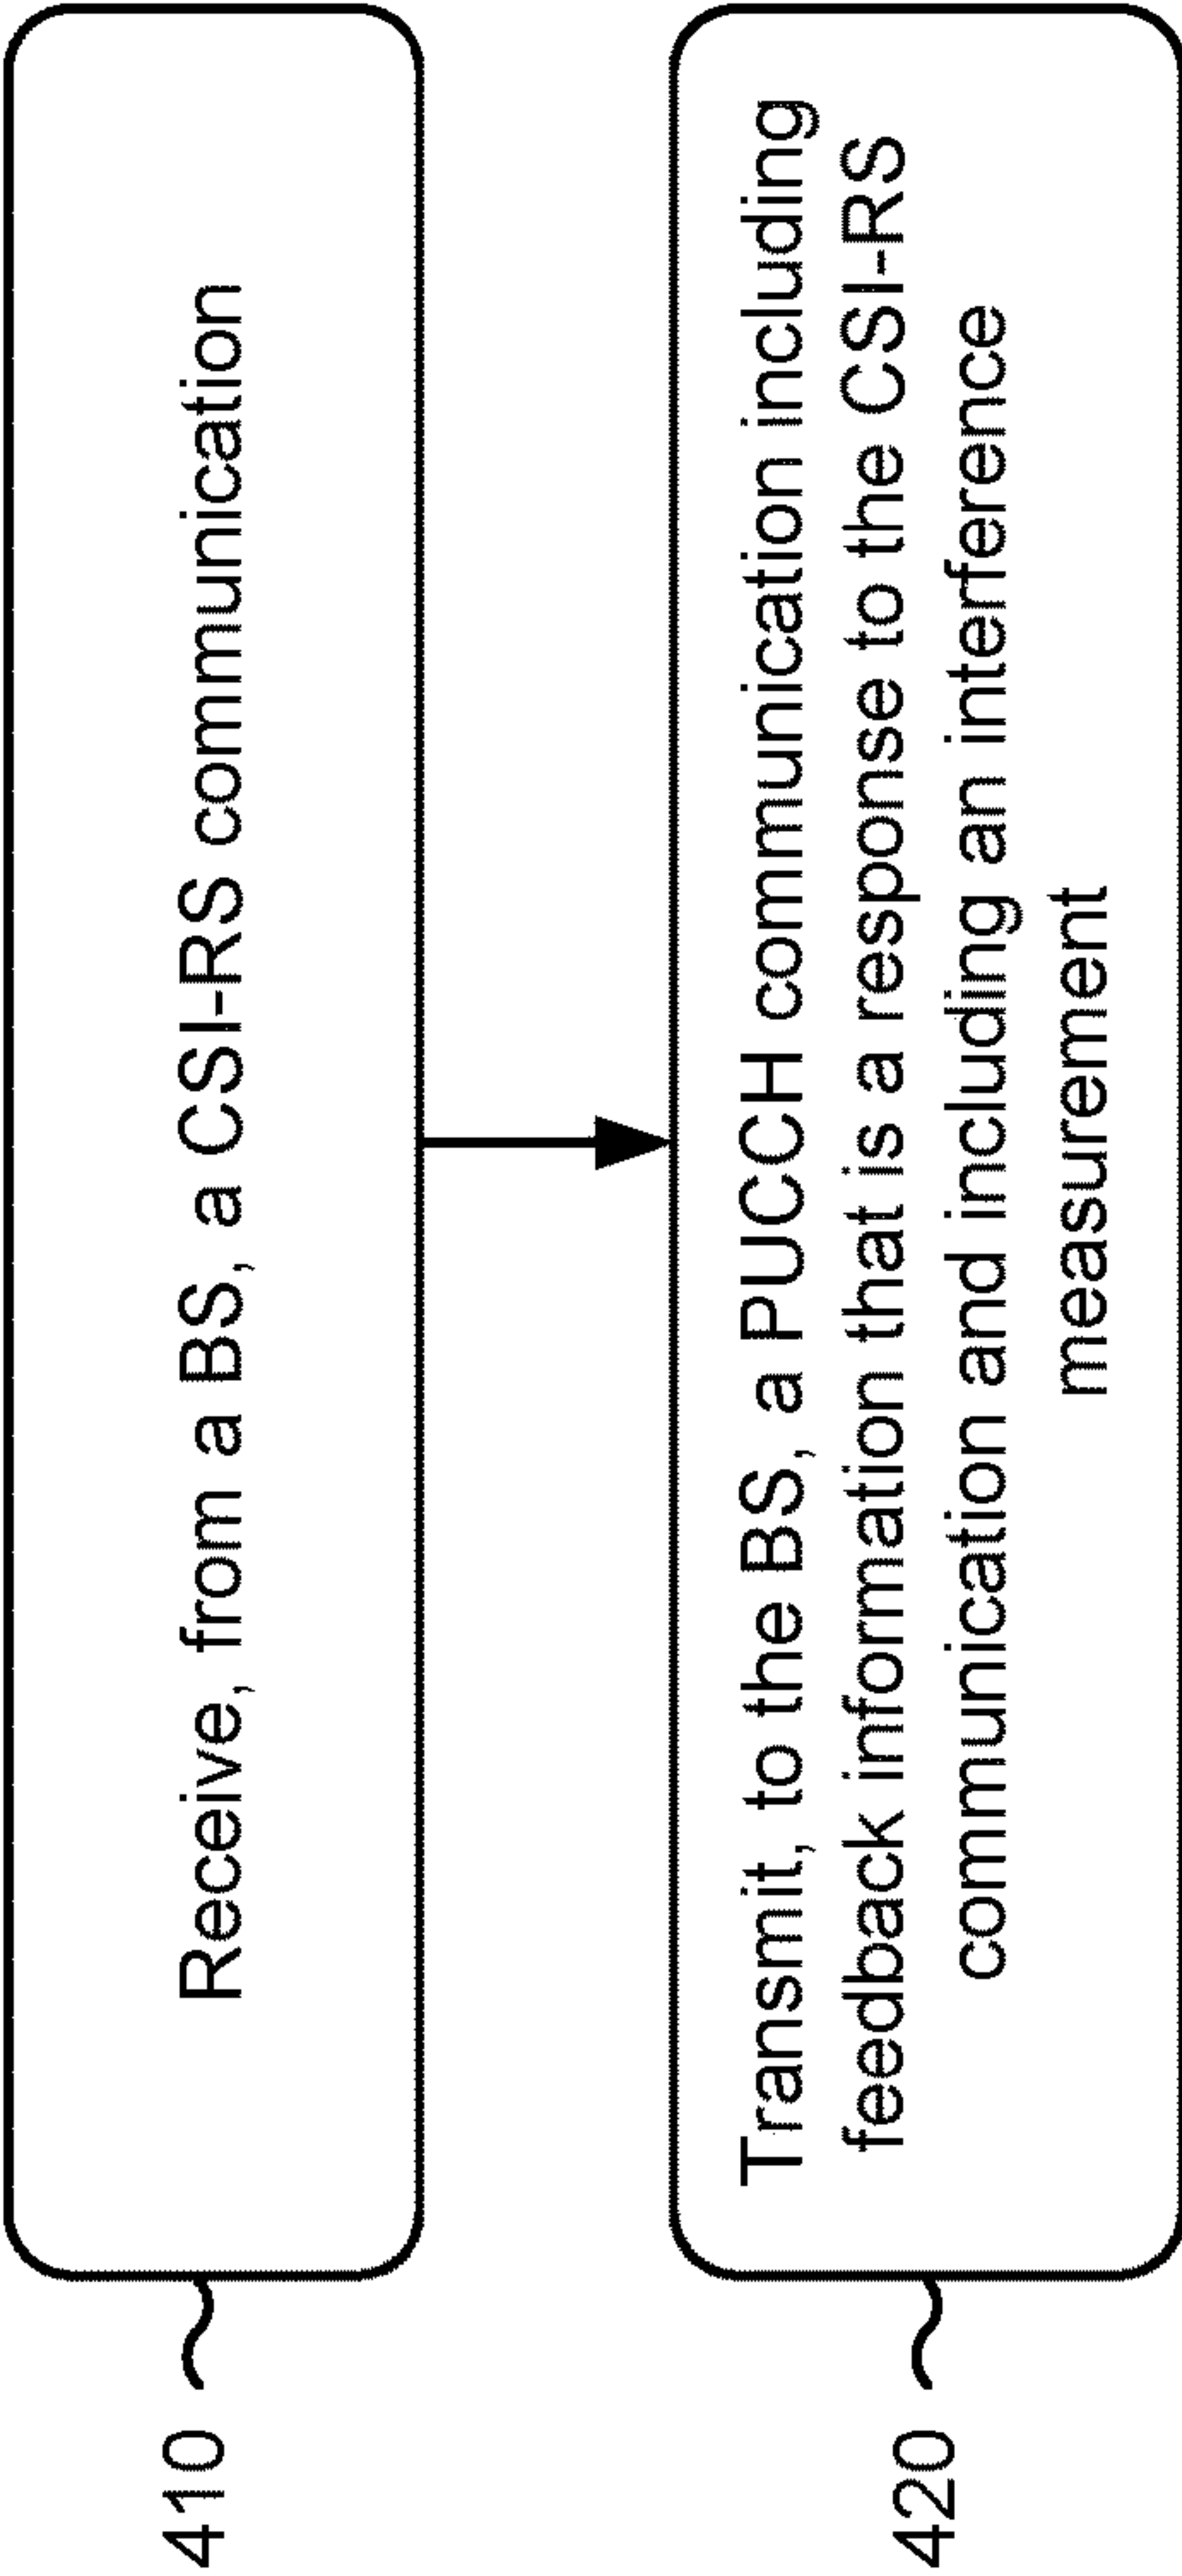 410
Receive, from a BS, a CSI-RS communication
420
Transmit, to the BS, a PUCCH communication including
feedback information that is a response to the CSI-RS
communication and including an interference
measurement